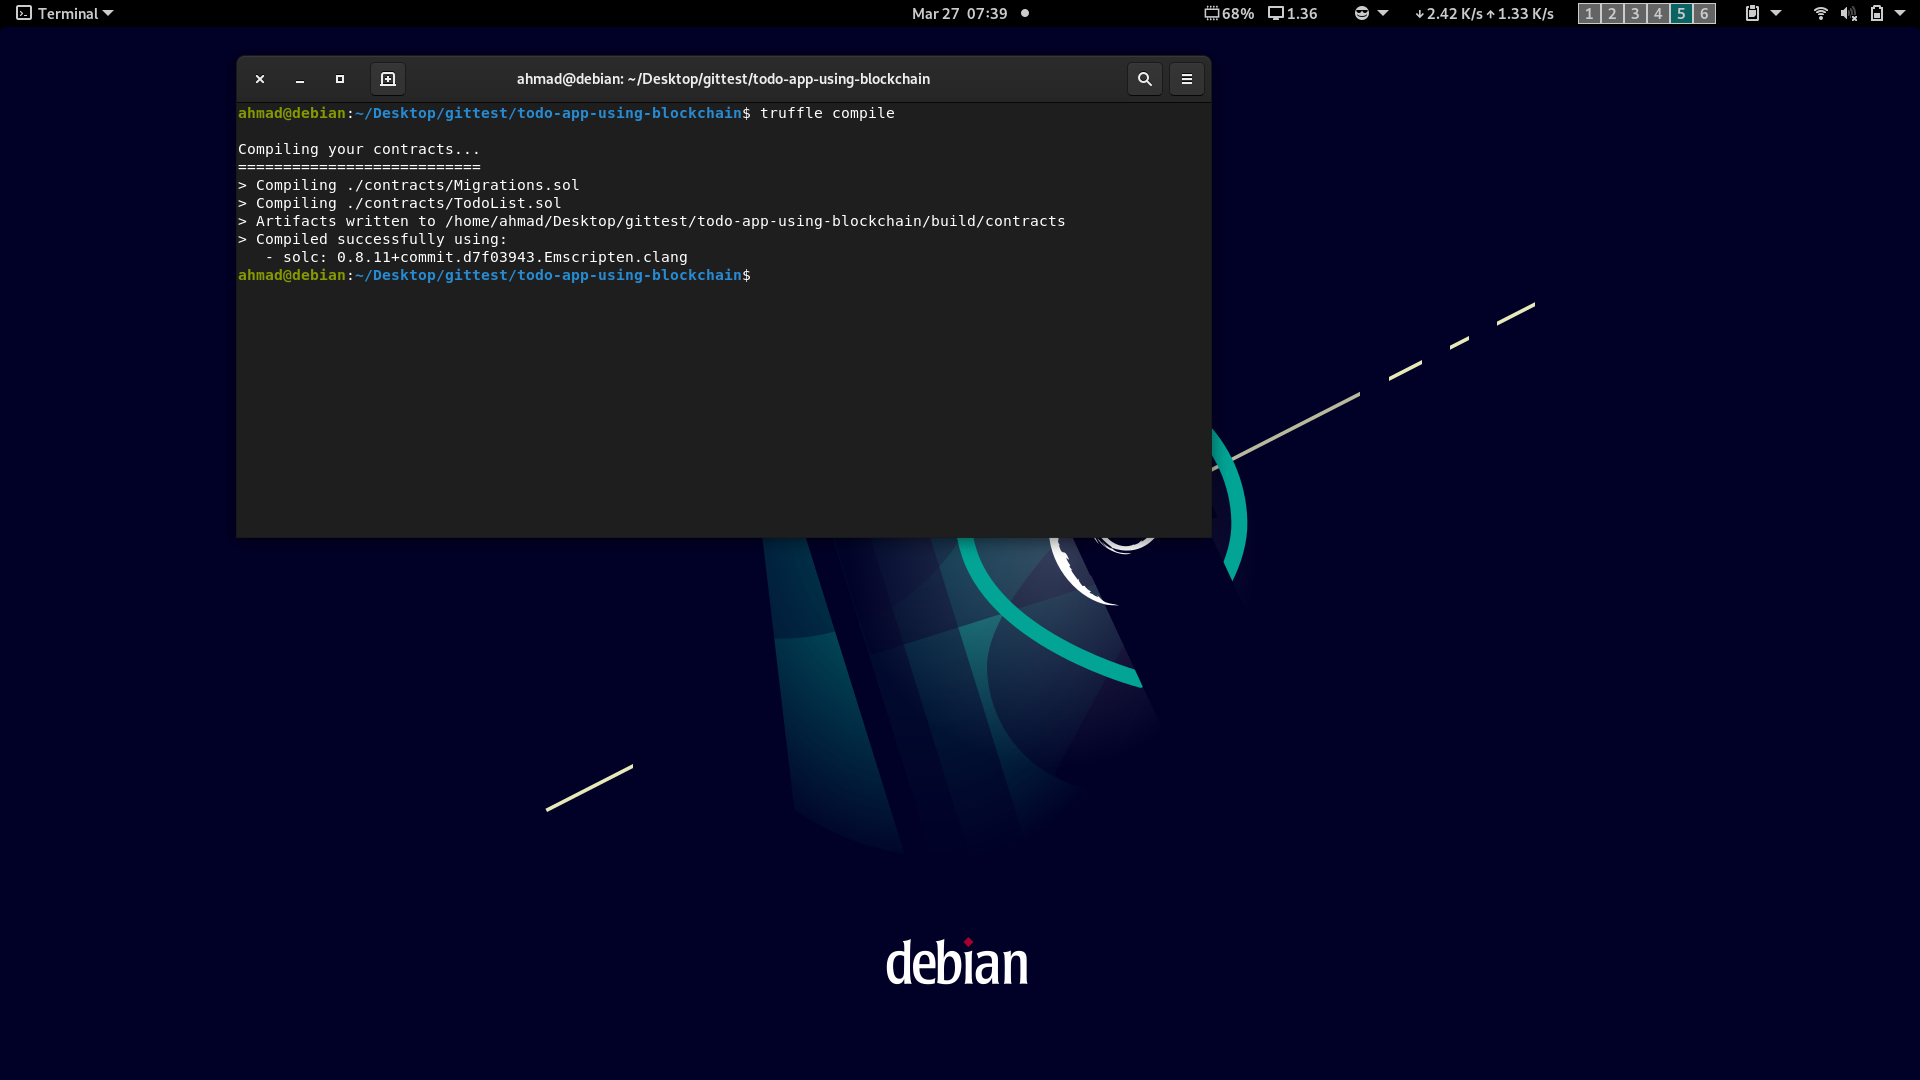 Terminal
Mar 27 07:39
68%
1.36
2.42 K/s 1.33 K/s
1 2 3 4 5 6
ahmad@debian: ~/Desktop/gittest/todo-app-using-blockchain
ahmad@debian:~/Desktop/gittest/todo-app-using-blockchain$ truffle compile
Compiling your contracts...
===========================
> Compiling ./contracts/Migrations.sol
> Compiling ./contracts/TodoList.sol
> Artifacts written to /home/ahmad/Desktop/gittest/todo-app-using-blockchain/build/contracts
> Compiled successfully using:
- solc: 0.8.11+commit.d7f03943.Emscripten.clang
ahmad@debian:~/Desktop/gittest/todo-app-using-blockchain$
debian